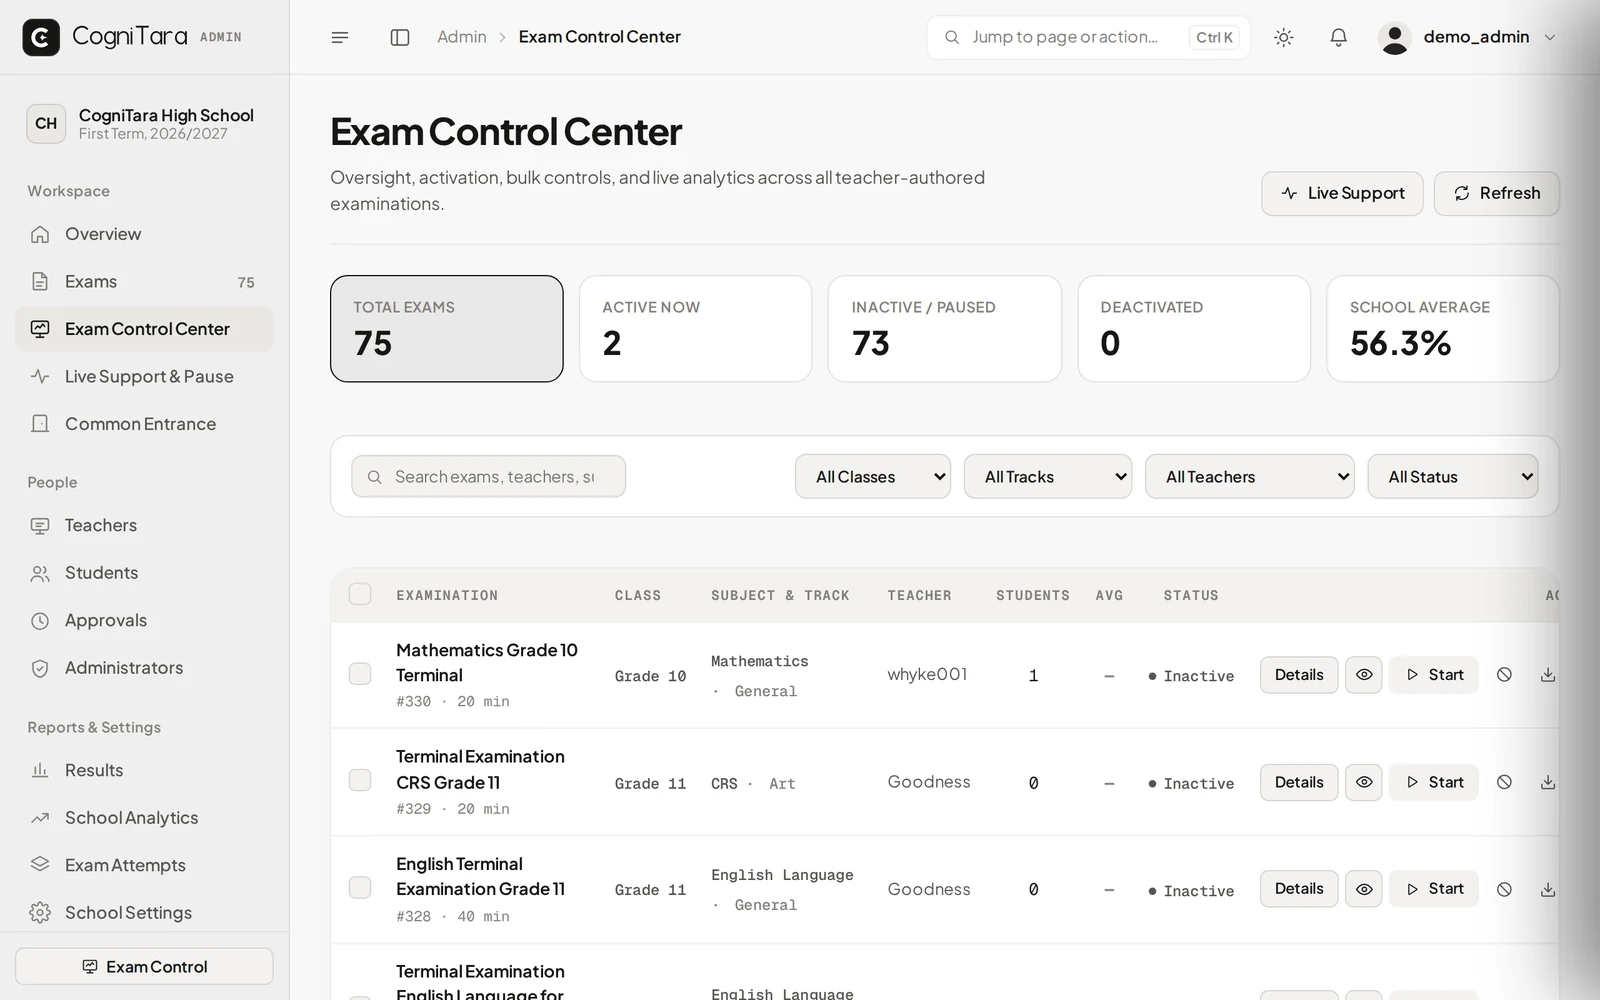 CogniTara ADMIN
Admin > Exam Control Center
Jump to page or action... Ctrl K
demo_admin
CH
CogniTara High School
First Term, 2026/2027
Workspace
Overview
Exams 75
Exam Control Center
Live Support & Pause
Common Entrance
People
Teachers
Students
Approvals
Administrators
Reports & Settings
Results
School Analytics
Exam Attempts
School Settings
Exam Control
Exam Control Center
Oversight, activation, bulk controls, and live analytics across all teacher-authored
examinations.
Live Support
Refresh
TOTAL EXAMS
75
ACTIVE NOW
2
INACTIVE / PAUSED
73
DEACTIVATED
0
SCHOOL AVERAGE
56.3%
Search exams, teachers, su
All Classes
All Tracks
All Teachers
All Status
EXAMINATION CLASS SUBJECT & TRACK TEACHER STUDENTS AVG STATUS
Mathematics Grade 10
Terminal
#330 · 20 min
Grade 10
Mathematics
· General
whyke001
1
—
• Inactive
Details
Start
Terminal Examination
CRS Grade 11
#329 · 20 min
Grade 11
CRS · Art
Goodness
0
—
• Inactive
Details
Start
English Terminal
Examination Grade 11
#328 · 40 min
Grade 11
English Language
· General
Goodness
0
—
• Inactive
Details
Start
Terminal Examination
English Language for
English Language